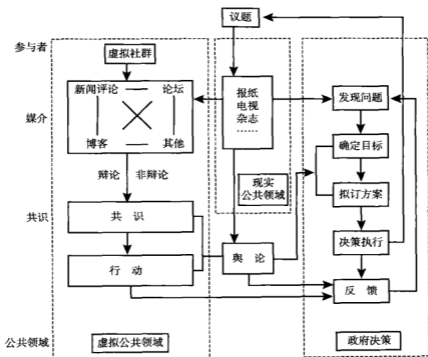 议题
参与者
虚拟社群
新闻评论 论坛
报纸
电视
杂志
……
发现问题
媒介
博客 其他
确定目标
辩论 非辩论
现实
公共领域
拟订方案
共识
共 识
决策执行
舆 论
行 动
反 馈
公共领域
虚拟公共领域
政府决策